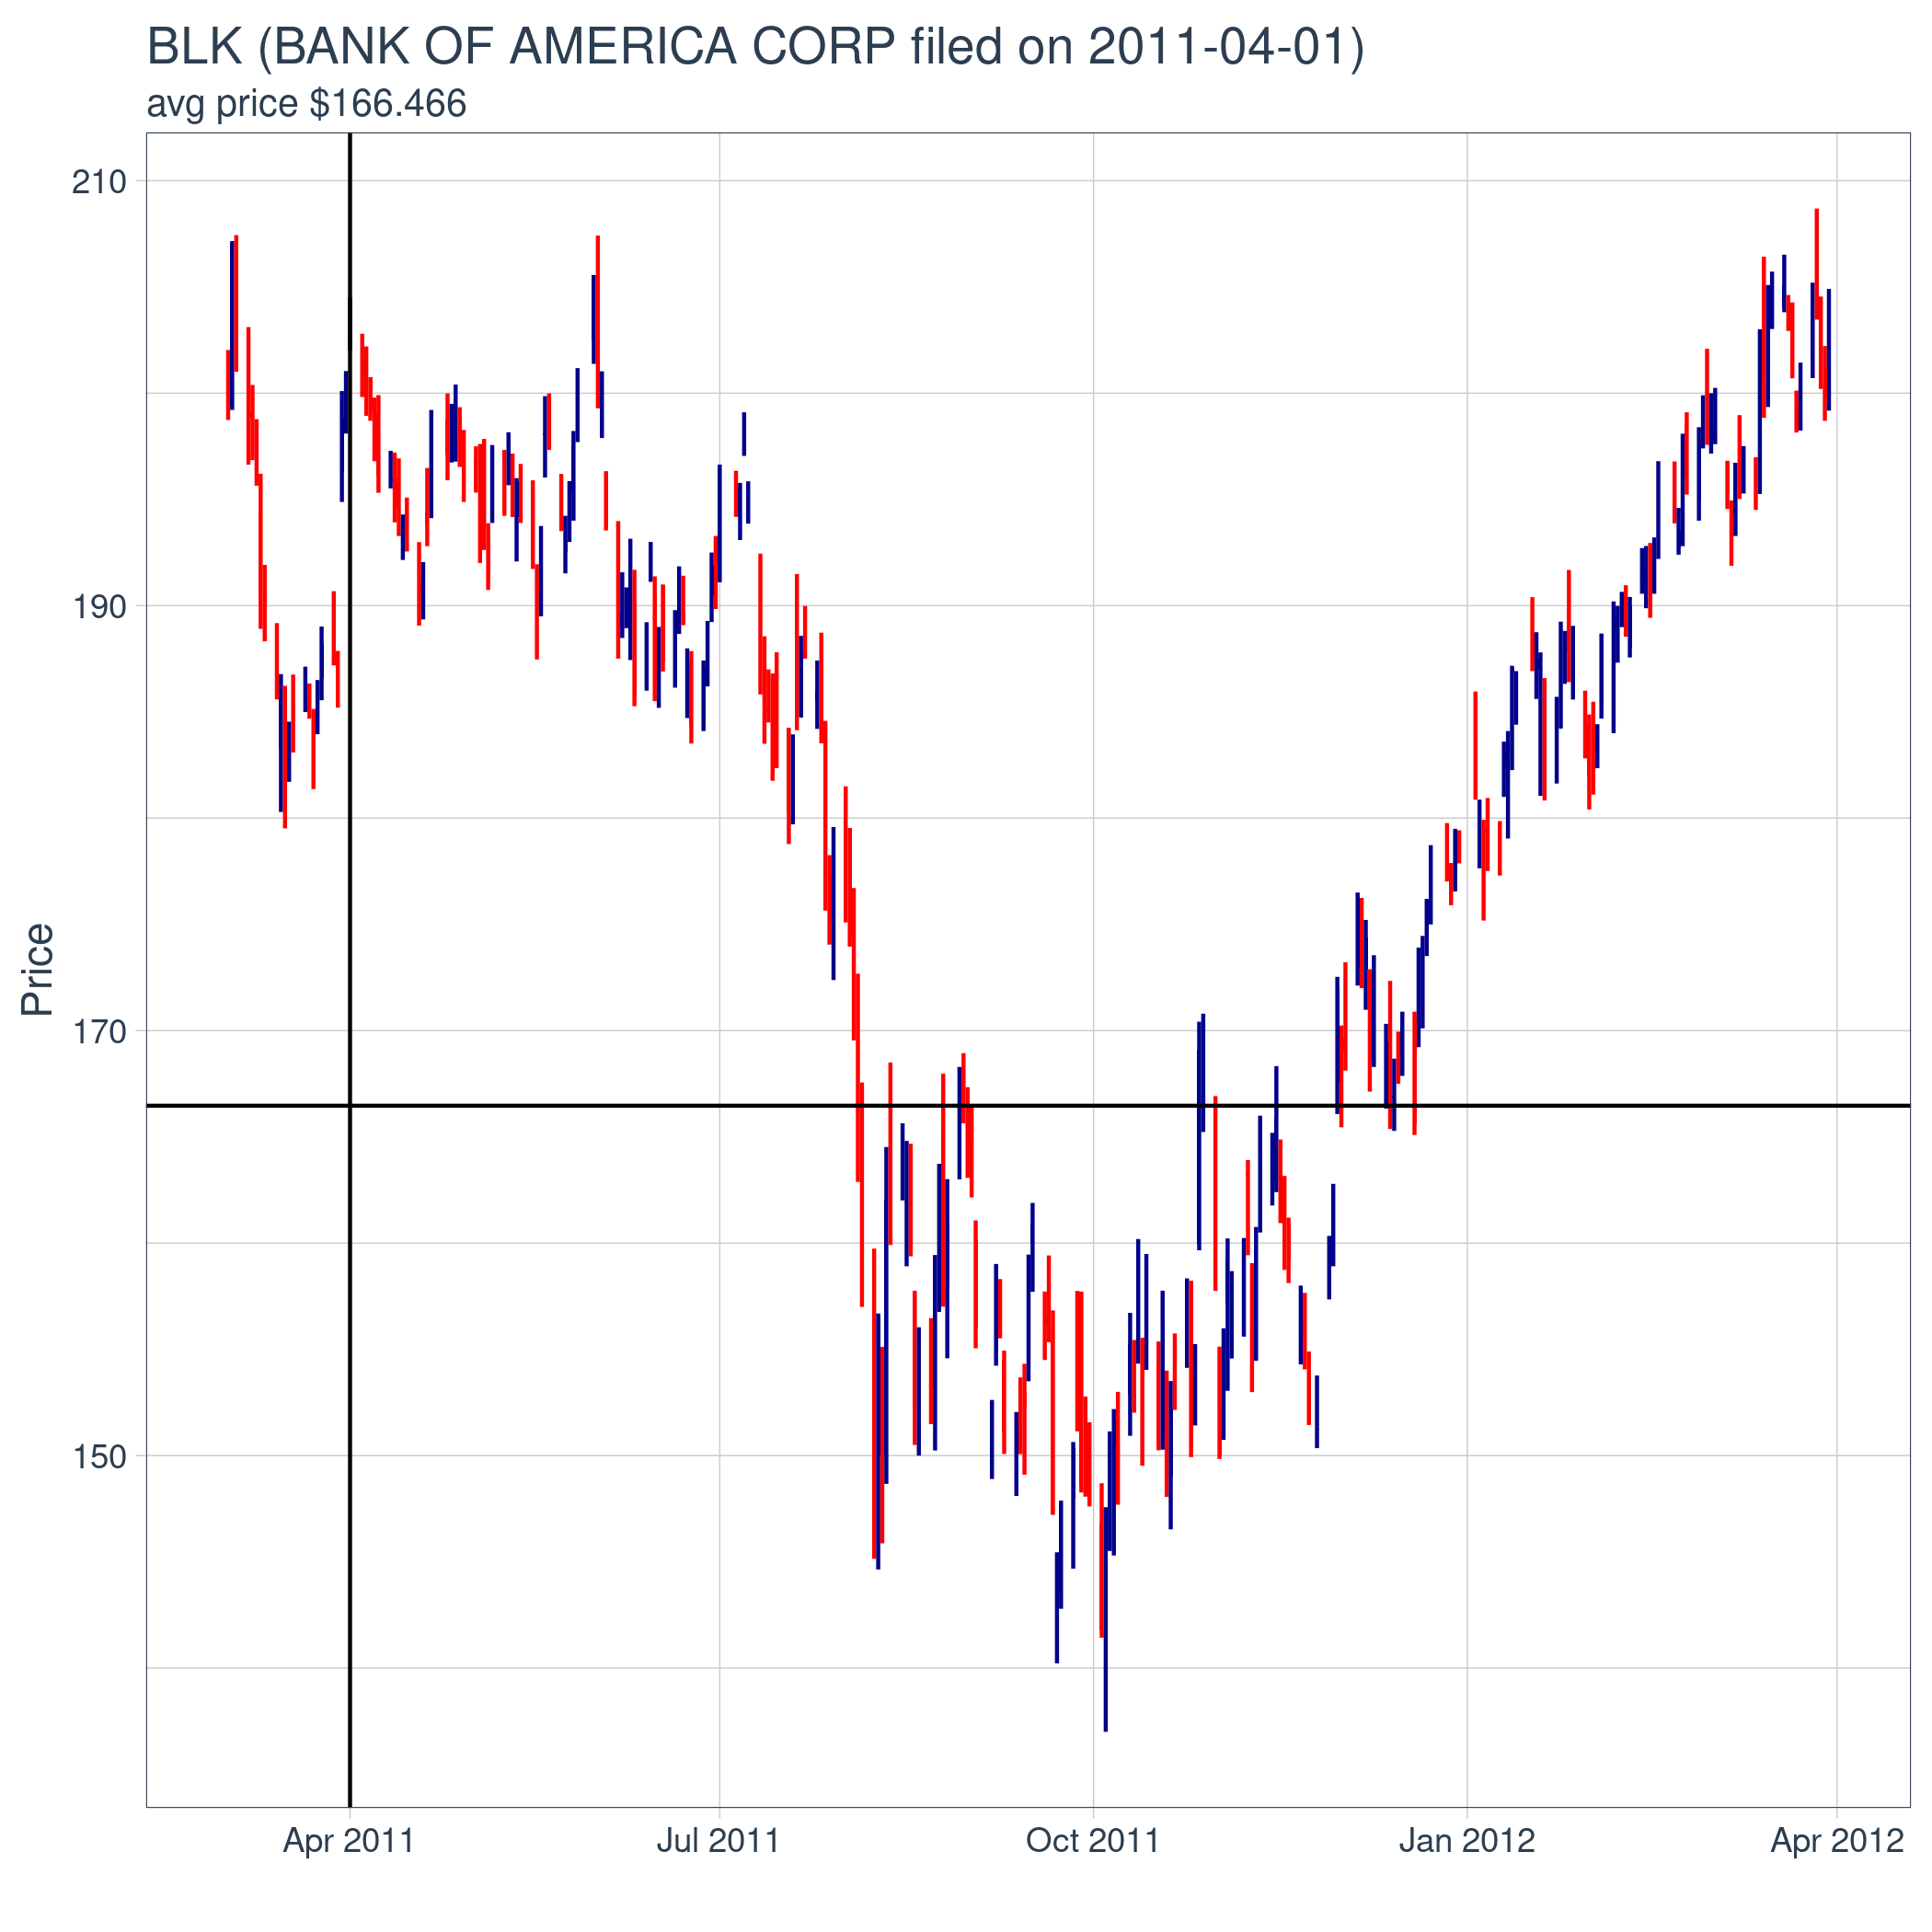 BLK (BANK OF AMERICA CORP filed on 2011-04-01)
avg price $166.466
210
190
170
150
Price
Apr 2011
Jul 2011
Oct 2011
Jan 2012
Apr 2012